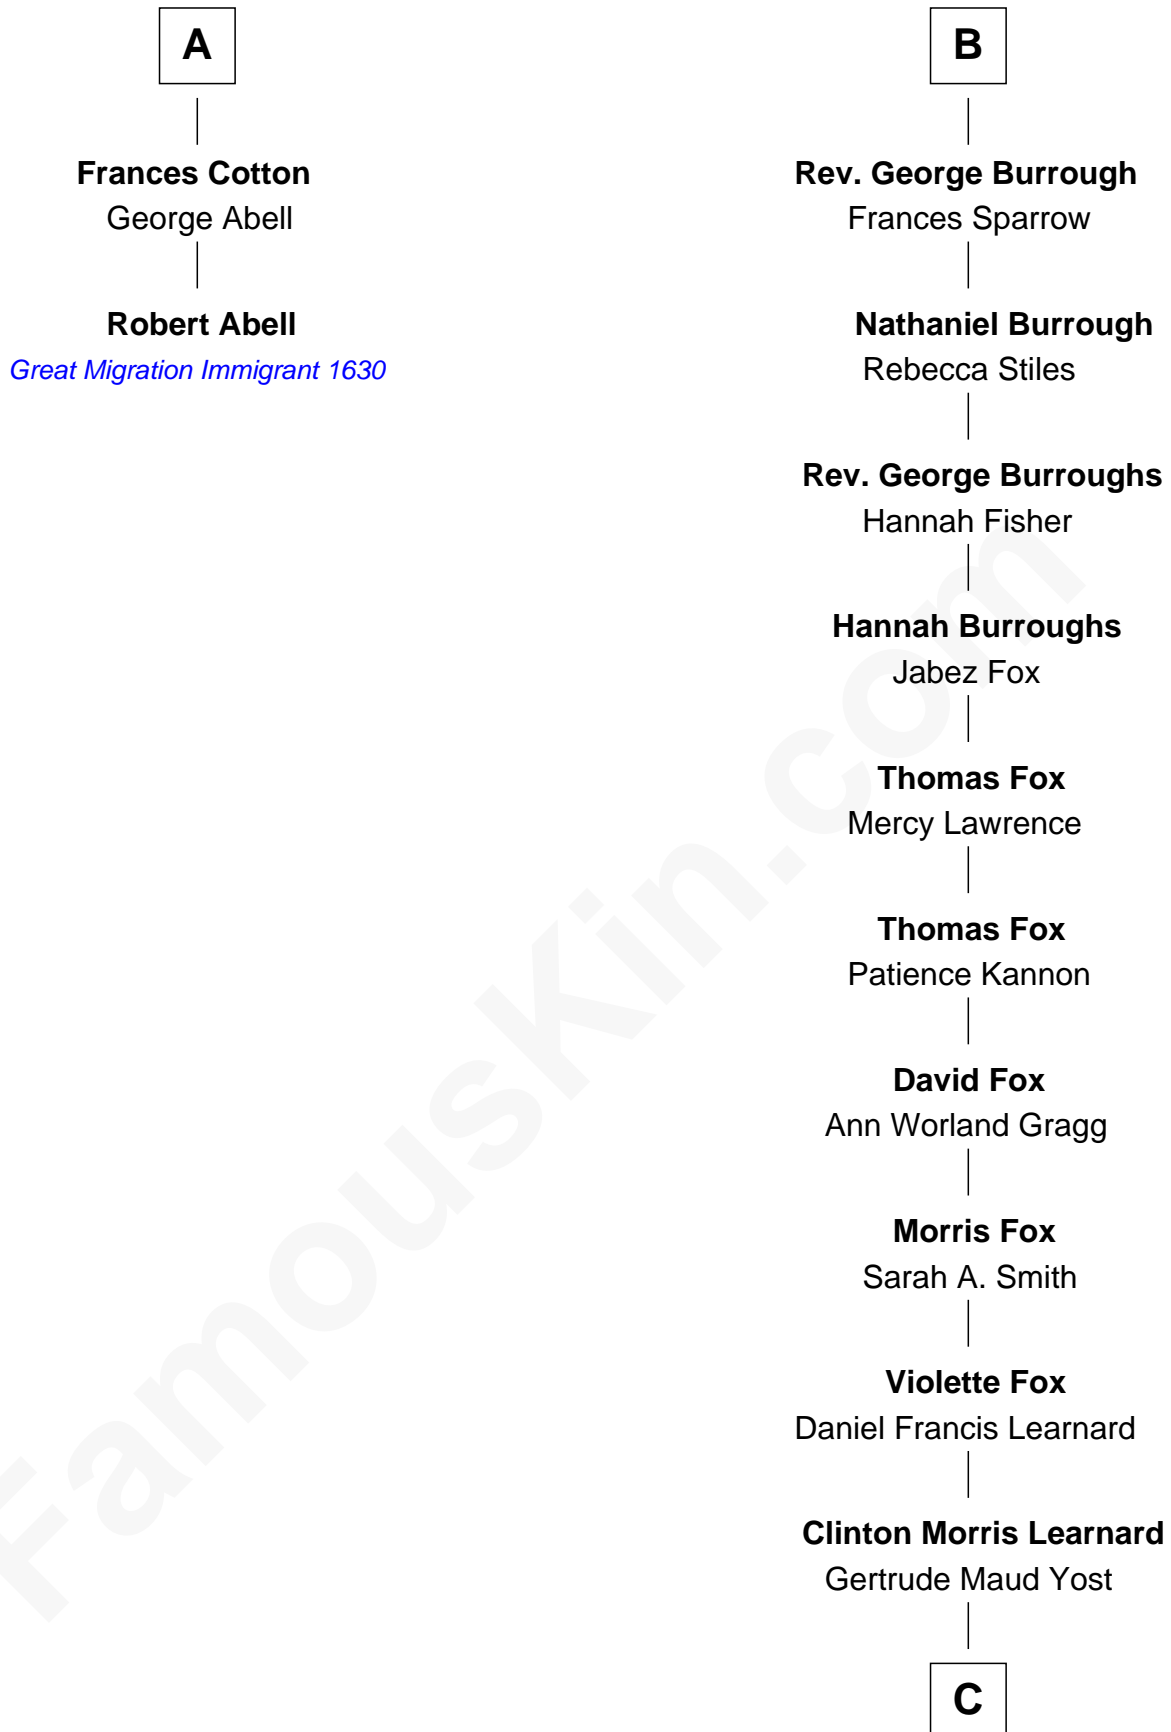 A
Frances Cotton
George Abell
Robert Abell
Great Migration Immigrant 1630
B
Rev. George Burrough
Frances Sparrow
Nathaniel Burrough
Rebecca Stiles
Rev. George Burroughs
Hannah Fisher
Hannah Burroughs
Jabez Fox
Thomas Fox
Mercy Lawrence
Thomas Fox
Patience Kannon
David Fox
Ann Worland Gragg
Morris Fox
Sarah A. Smith
Violette Fox
Daniel Francis Learnard
Clinton Morris Learnard
Gertrude Maud Yost
C
FamousKin.com